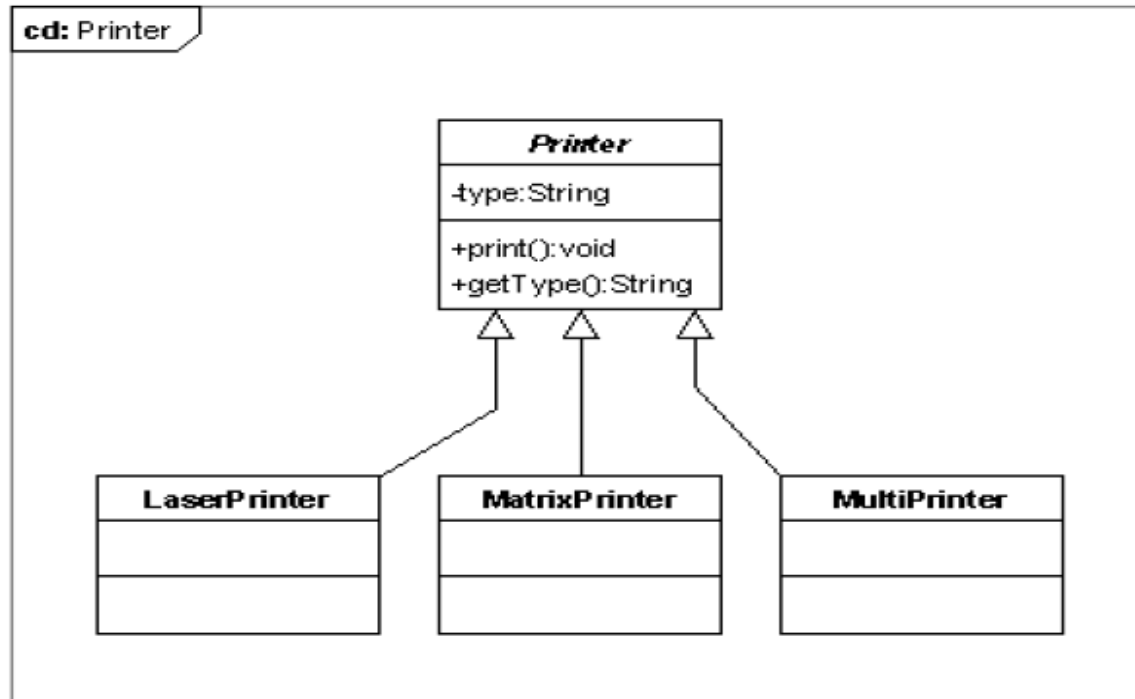 cd: Printer
Printer
-type:String
+print():void
+getType():String
LaserPrinter
MatrixPrinter
MultiPrinter